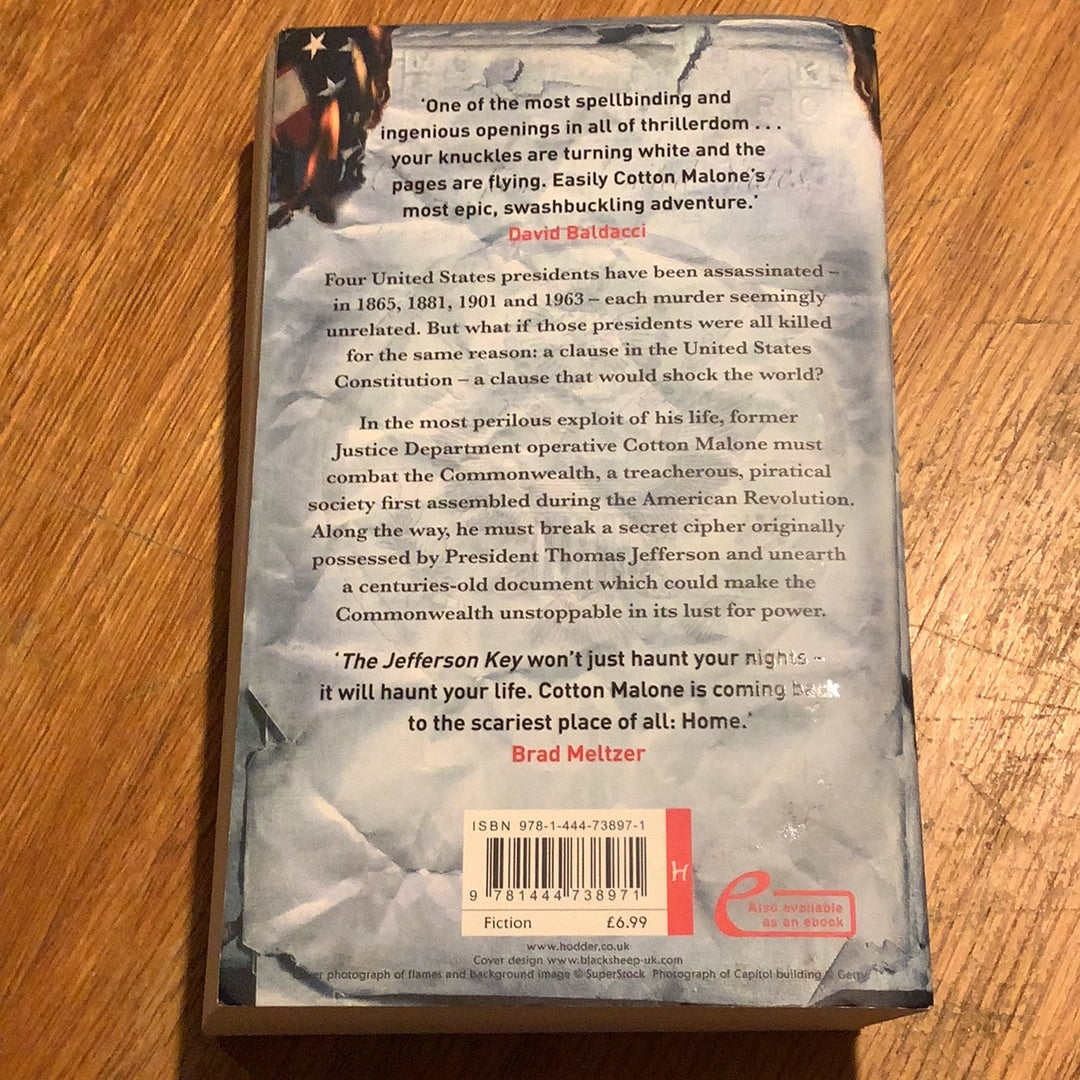 ‘One of the most spellbinding and
ingenious openings in all of thrillerdom . . .
your knuckles are turning white and the
pages are flying. Easily Cotton Malone’s
most epic, swashbuckling adventure.’
David Baldacci
Four United States presidents have been assassinated –
in 1865, 1881, 1901 and 1963 – each murder seemingly
unrelated. But what if those presidents were all killed
for the same reason: a clause in the United States
Constitution – a clause that would shock the world?
In the most perilous exploit of his life, former
Justice Department operative Cotton Malone must
combat the Commonwealth, a treacherous, piratical
society first assembled during the American Revolution.
Along the way, he must break a secret cipher originally
possessed by President Thomas Jefferson and unearth
a centuries-old document which could make the
Commonwealth unstoppable in its lust for power.
‘The Jefferson Key won’t just haunt your nights –
it will haunt your life. Cotton Malone is coming back
to the scariest place of all: Home.’
Brad Meltzer
ISBN 978-1-444-73897-1
9 781444 738971
Fiction £6.99
H
e
Also available
as an ebook
www.hodder.co.uk
Cover design www.blacksheep-uk.com
photograph of flames and background image © SuperStock Photograph of Capitol building © Getty